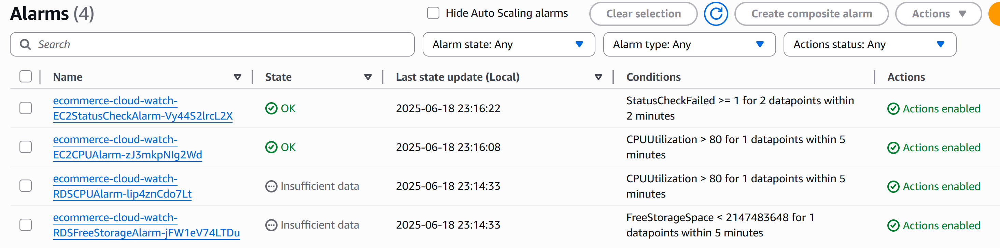 Alarms (4)
Hide Auto Scaling alarms
Clear selection
Create composite alarm
Actions
Search
Alarm state: Any
Alarm type: Any
Actions status: Any
Name
State
Last state update (Local)
Conditions
Actions
ecommerce-cloud-watch-
EC2StatusCheckAlarm-Vy44S2lrcL2X
OK
2025-06-18 23:16:22
StatusCheckFailed >= 1 for 2 datapoints within
2 minutes
Actions enabled
ecommerce-cloud-watch-
EC2CPUAlarm-zJ3mkpNIg2Wd
OK
2025-06-18 23:16:08
CPUUtilization > 80 for 1 datapoints within 5
minutes
Actions enabled
ecommerce-cloud-watch-
RDSCPUAlarm-lip4znCdo7Lt
Insufficient data
2025-06-18 23:14:33
CPUUtilization > 80 for 1 datapoints within 5
minutes
Actions enabled
ecommerce-cloud-watch-
RDSFreeStorageAlarm-jFW1eV74LTDu
Insufficient data
2025-06-18 23:14:33
FreeStorageSpace < 2147483648 for 1
datapoints within 5 minutes
Actions enabled